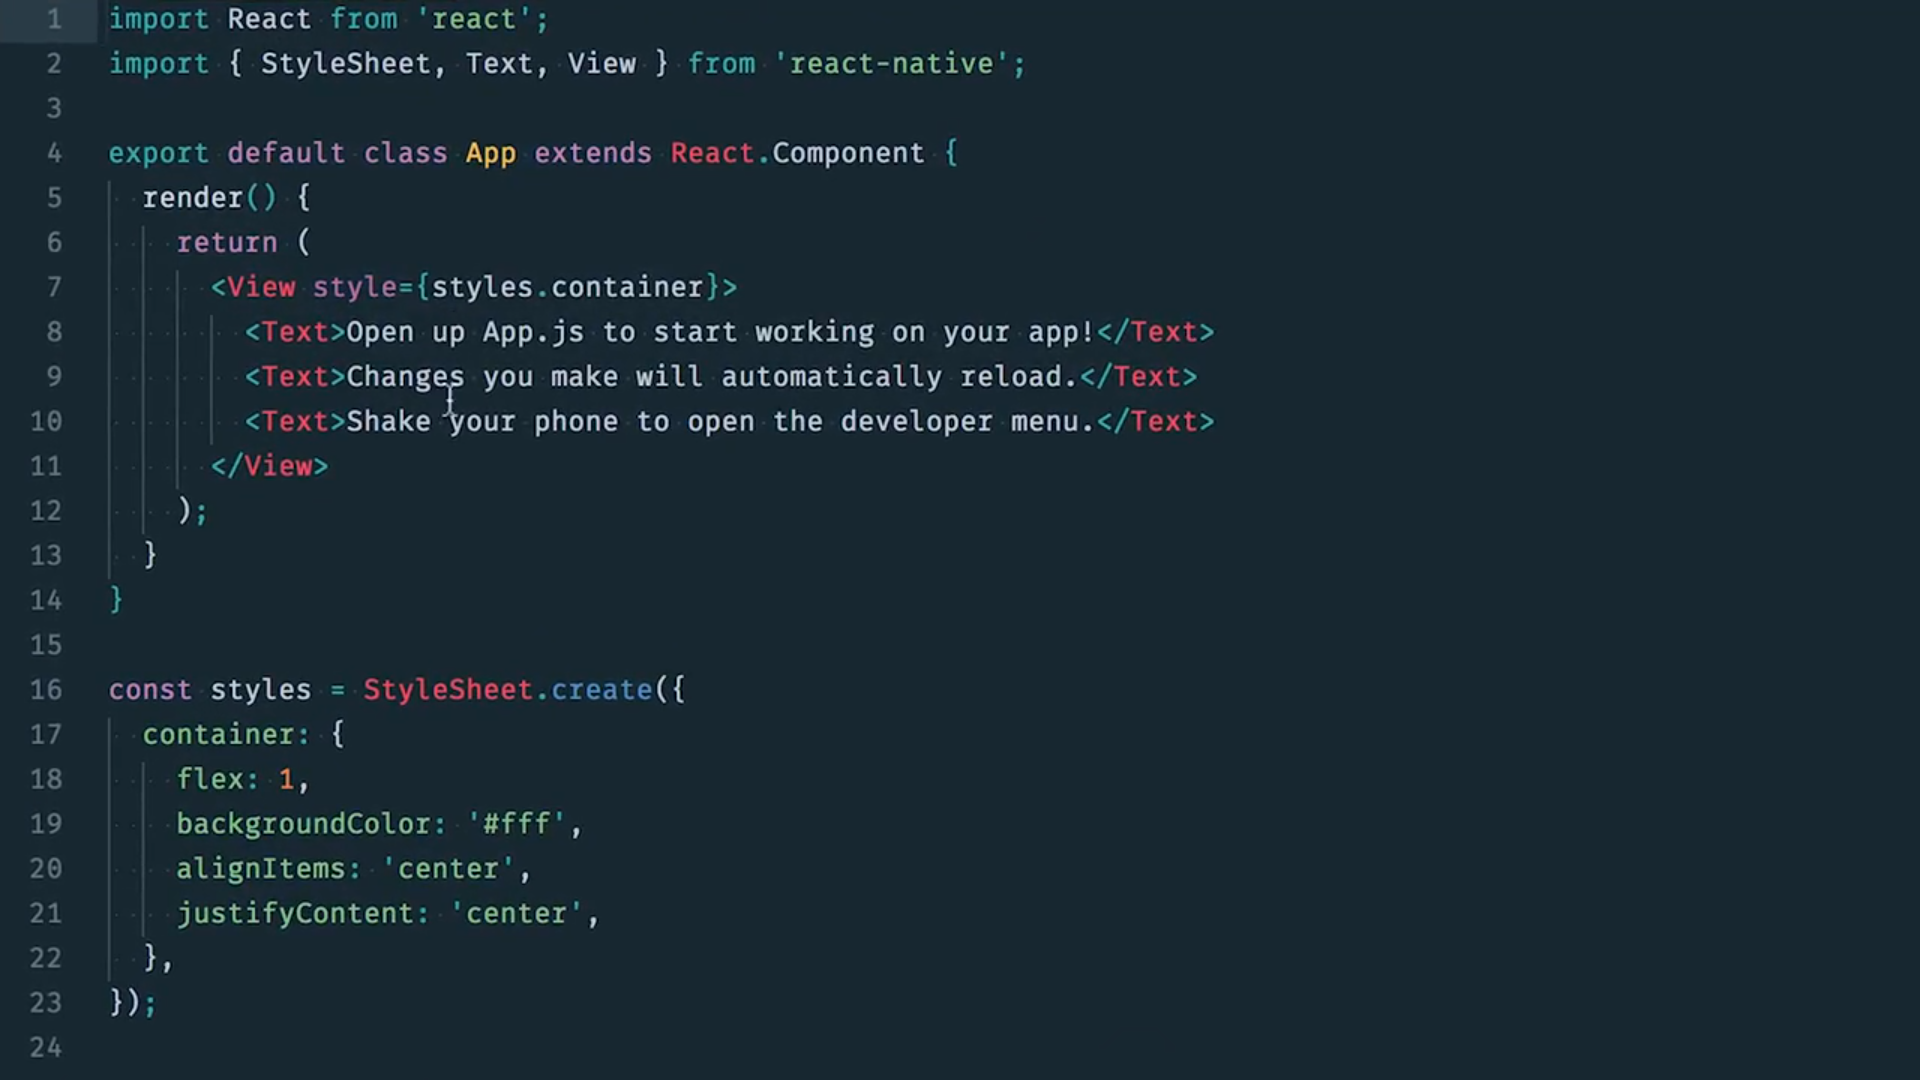 1 import React from 'react';
2 import { StyleSheet, Text, View } from 'react-native';
3
4 export default class App extends React.Component {
5   render() {
6     return (
7       <View style={styles.container}>
8         <Text>Open up App.js to start working on your app!</Text>
9         <Text>Changes you make will automatically reload.</Text>
10         <Text>Shake your phone to open the developer menu.</Text>
11       </View>
12     );
13   }
14 }
15
16 const styles = StyleSheet.create({
17   container: {
18     flex: 1,
19     backgroundColor: '#fff',
20     alignItems: 'center',
21     justifyContent: 'center',
22   },
23 });
24